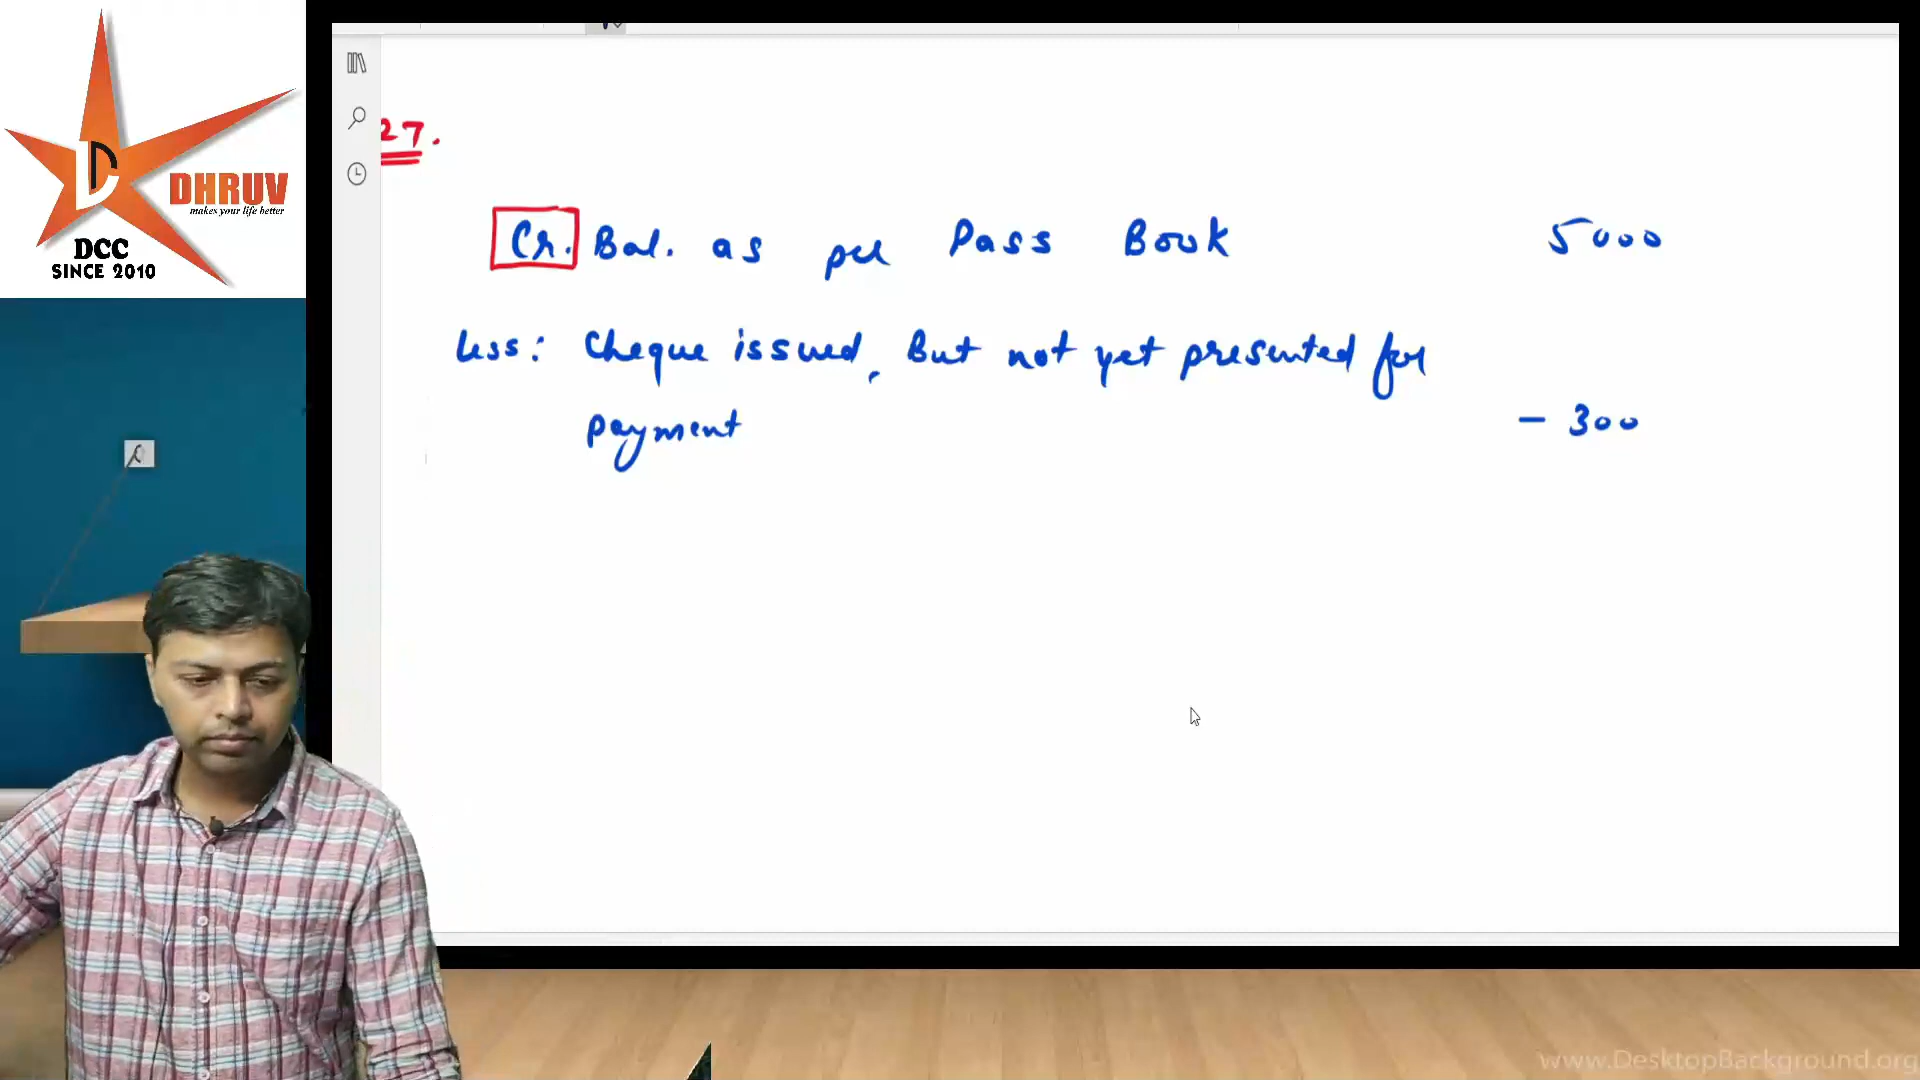 DHRUV
makes your life better
DCC
SINCE 2010
27.
Cr. Bal. as per Pass Book 5000
Less: Cheque issued, But not yet presented for
payment - 300
www.DesktopBackground.org